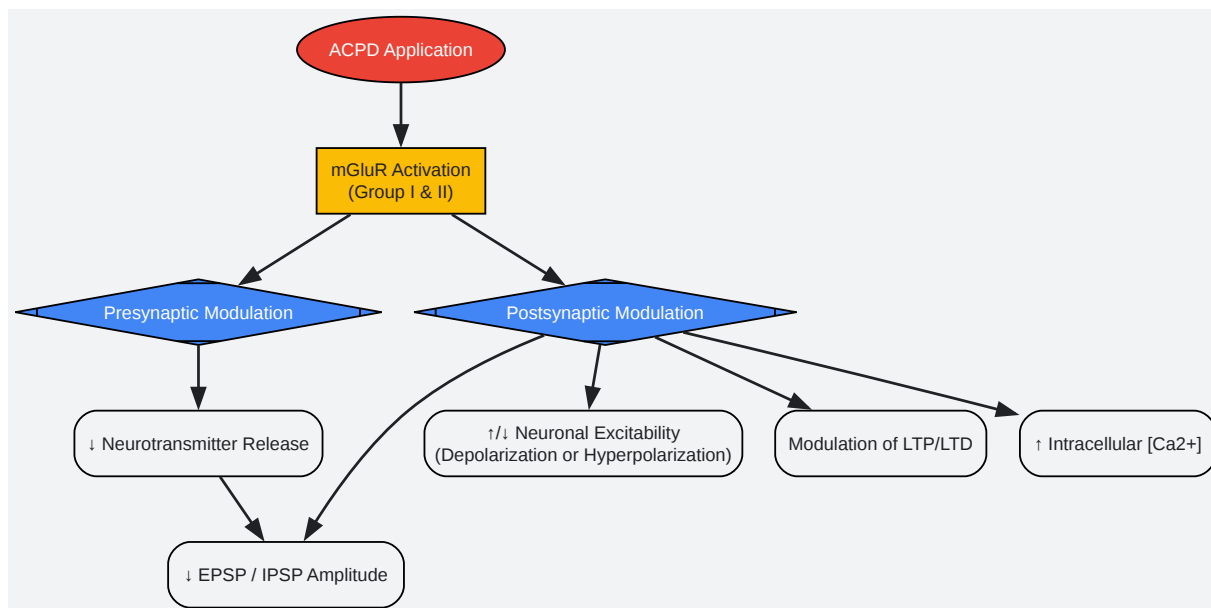 ACPD Application
mGluR Activation
(Group I & II)
Presynaptic Modulation
Postsynaptic Modulation
↓ Neurotransmitter Release
↑/↓ Neuronal Excitability
(Depolarization or Hyperpolarization)
Modulation of LTP/LTD
↑ Intracellular [Ca2+]
↓ EPSP / IPSP Amplitude